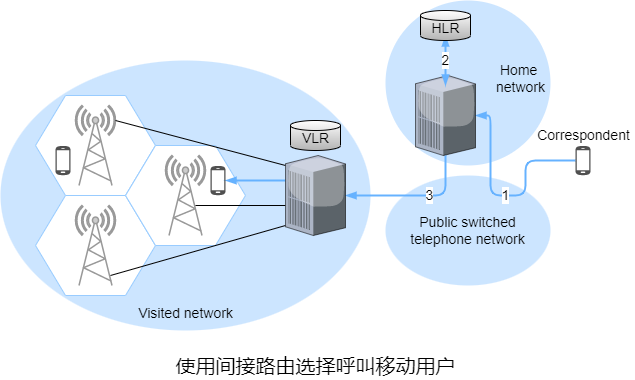 HLR
2
Home
network
Correspondent
VLR
3
1
Public switched
telephone network
Visited network
使用间接路由选择呼叫移动用户